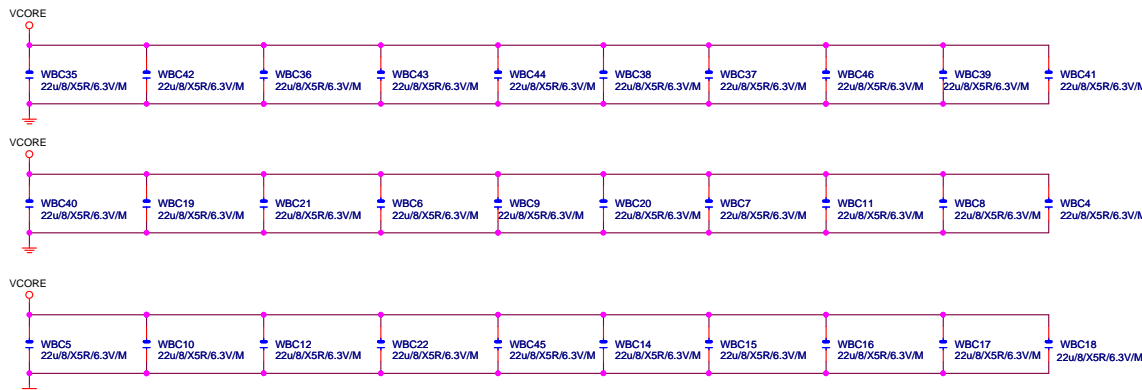 VCORE
WBC35 WBC42 WBC36 WBC43 WBC44 WBC38 WBC37 WBC46 WBC39 WBC41
22u/8/X5R/6.3V/M 22u/8/X5R/6.3V/M 22u/8/X5R/6.3V/M 22u/8/X5R/6.3V/M 22u/8/X5R/6.3V/M 22u/8/X5R/6.3V/M 22u/8/X5R/6.3V/M 22u/8/X5R/6.3V/M 22u/8/X5R/6.3V/M 22u/8/X5R/6.3V/M
VCORE
WBC40 WBC19 WBC21 WBC6 WBC9 WBC20 WBC7 WBC11 WBC8 WBC4
22u/8/X5R/6.3V/M 22u/8/X5R/6.3V/M 22u/8/X5R/6.3V/M 22u/8/X5R/6.3V/M 22u/8/X5R/6.3V/M 22u/8/X5R/6.3V/M 22u/8/X5R/6.3V/M 22u/8/X5R/6.3V/M 22u/8/X5R/6.3V/M 22u/8/X5R/6.3V/M
VCORE
WBC5 WBC10 WBC12 WBC22 WBC45 WBC14 WBC15 WBC16 WBC17 WBC18
22u/8/X5R/6.3V/M 22u/8/X5R/6.3V/M 22u/8/X5R/6.3V/M 22u/8/X5R/6.3V/M 22u/8/X5R/6.3V/M 22u/8/X5R/6.3V/M 22u/8/X5R/6.3V/M 22u/8/X5R/6.3V/M 22u/8/X5R/6.3V/M 22u/8/X5R/6.3V/M